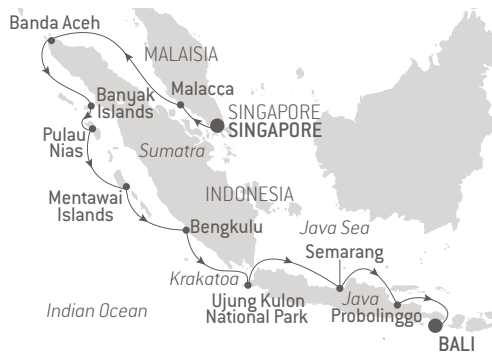 Banda Aceh
MALAISIA
Malacca
Banyak
Islands
SINGAPORE
SINGAPORE
Pulau
Nias
Sumatra
Mentawai
Islands
INDONESIA
Bengkulu
Java Sea
Semarang
Krakatoa
Ujung Kulon
National Park
Java
Probolinggo
Indian Ocean
BALI